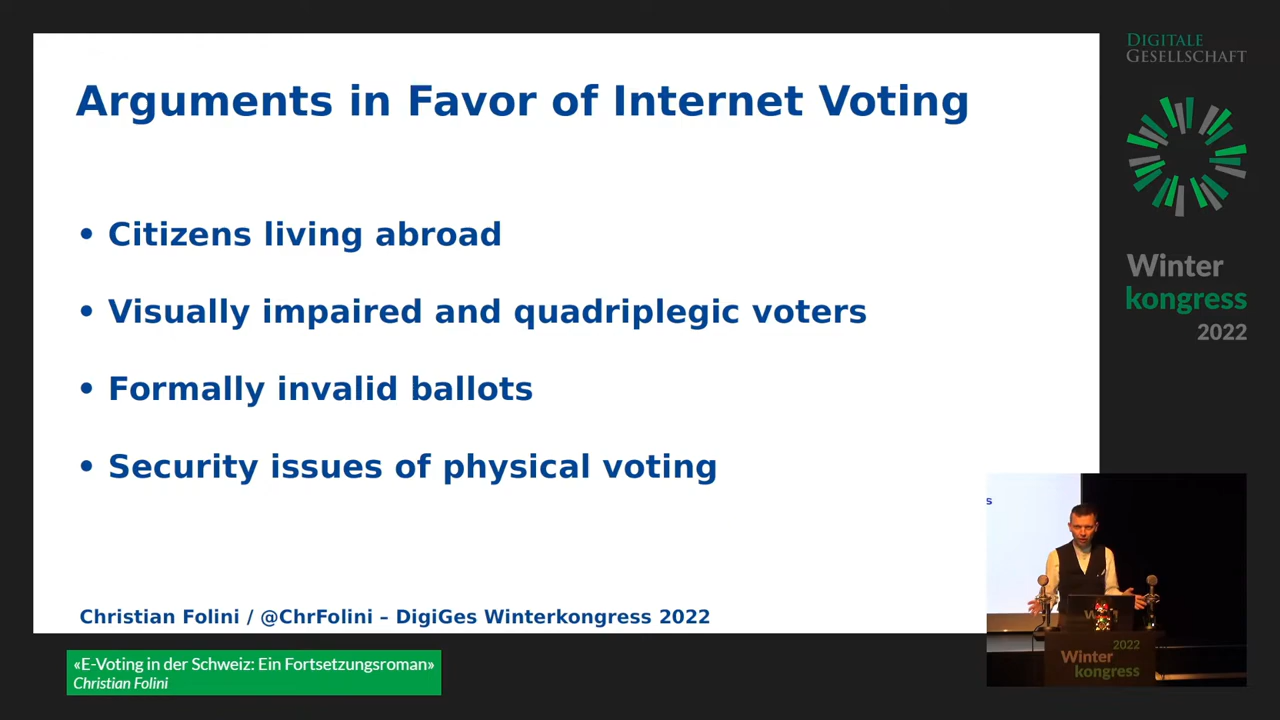 Arguments in Favor of Internet Voting
• Citizens living abroad
• Visually impaired and quadriplegic voters
• Formally invalid ballots
• Security issues of physical voting
Christian Folini / @ChrFolini – DigiGes Winterkongress 2022
«E-Voting in der Schweiz: Ein Fortsetzungsroman»
Christian Folini
DIGITALE
GESELLSCHAFT
Winter
kongress
2022
s
2022
Winter
kongress